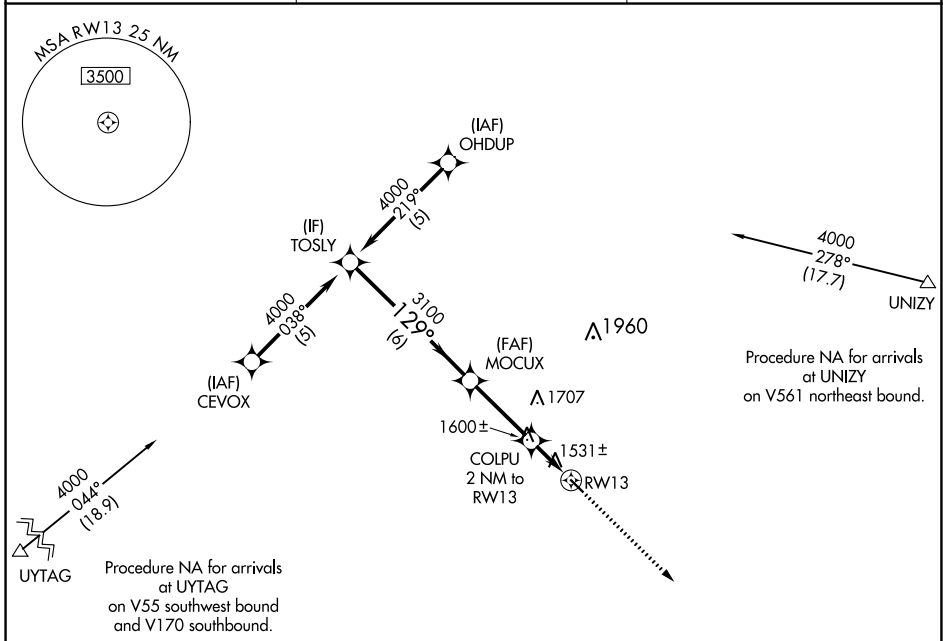 MSA RW13 25 NM
3500
(IAF)
OHDUP
4000
219°
(5)
(IF)
TOSLY
4000
038°
(5)
(IAF)
CEVOX
3100
129°
(6)
(FAF)
MOCUX
1960
1707
1600±
1531±
COLPU
2 NM to
RW13
RW13
4000
278°
(17.7)
UNIZY
Procedure NA for arrivals
at UNIZY
on V561 northeast bound.
4000
044°
(18.9)
UYTAG
Procedure NA for arrivals
at UYTAG
on V55 southwest bound
and V170 southbound.